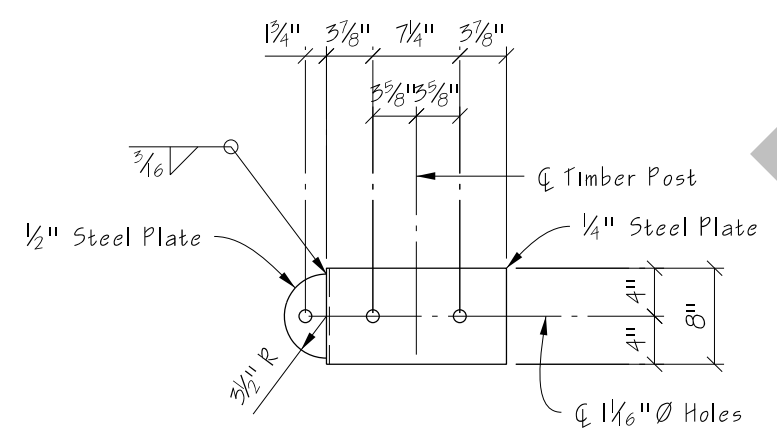 1¾" 3⅞" 7¼" 3⅞"
3⅝" 3⅝"
3/16
℄ Timber Post
½" Steel Plate
¼" Steel Plate
4"
8"
4"
3½" R
℄ 1 1/16" Ø Holes